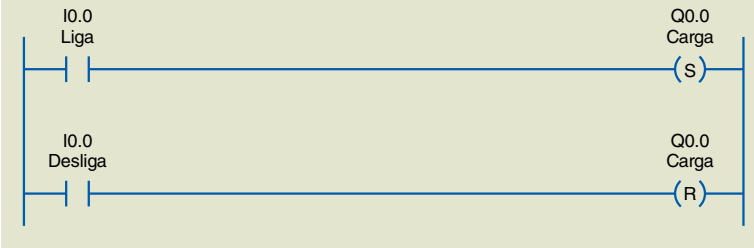 I0.0 Q0.0
Liga Carga
S
I0.0 Q0.0
Desliga Carga
R